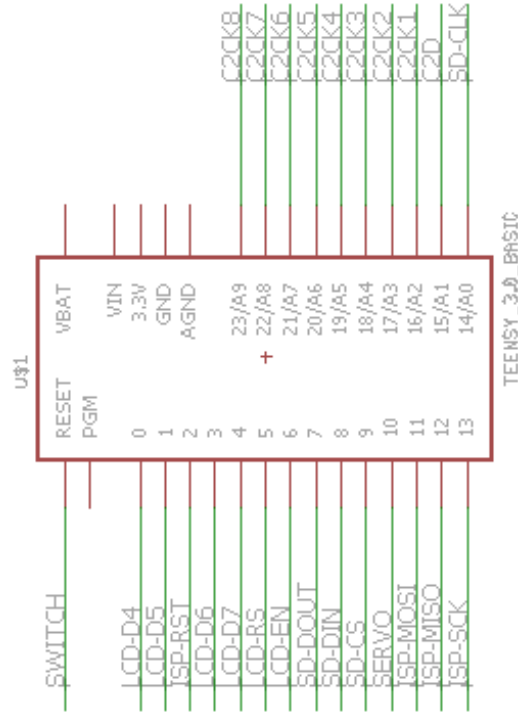 C2CK8
C2CK7
C2CK6
C2CK5
C2CK4
C2CK3
C2CK2
C2CK1
C2D
SD-CLK
U$1
VBAT
VIN
3.3V
GND
AGND
23/A9
22/A8
21/A7
20/A6
19/A5
18/A4
17/A3
16/A2
15/A1
14/A0
TEENSY_3.0_BASIC
RESET
PGM
0
1
2
3
4
5
6
7
8
9
10
11
12
13
SWITCH
LCD-D4
LCD-D5
ISP-RST
LCD-D6
LCD-D7
LCD-RS
LCD-EN
SD-DOUT
SD-DIN
SD-CS
SERVO
ISP-MOSI
ISP-MISO
ISP-SCK